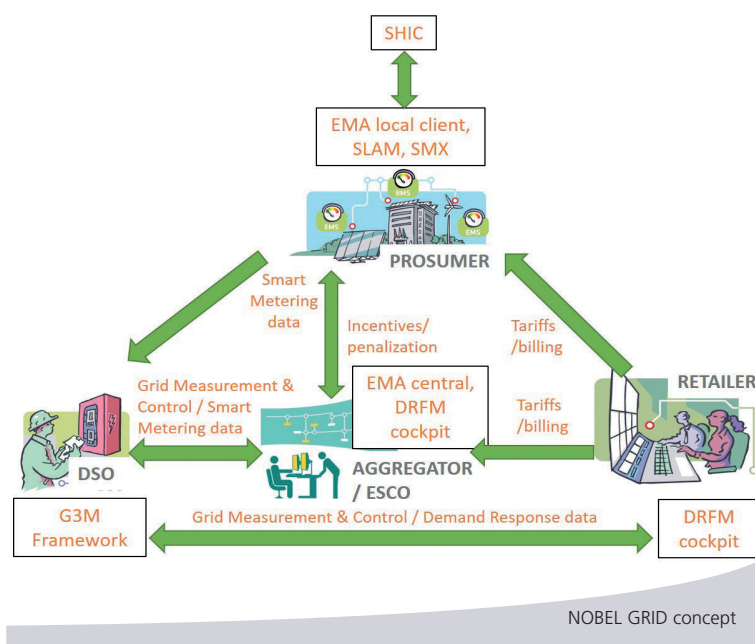 SHIC
EMA local client,
SLAM, SMX
BMS
EMS
EMS
PROSUMER
Smart
Metering
data
Incentives/
penalization
Tariffs
/billing
Grid Measurement &
Control / Smart
Metering data
EMA central,
DRFM
cockpit
Tariffs
/billing
RETAILER
DSO
AGGREGATOR
/ ESCO
G3M
Framework
Grid Measurement & Control / Demand Response data
DRFM
cockpit
NOBEL GRID concept